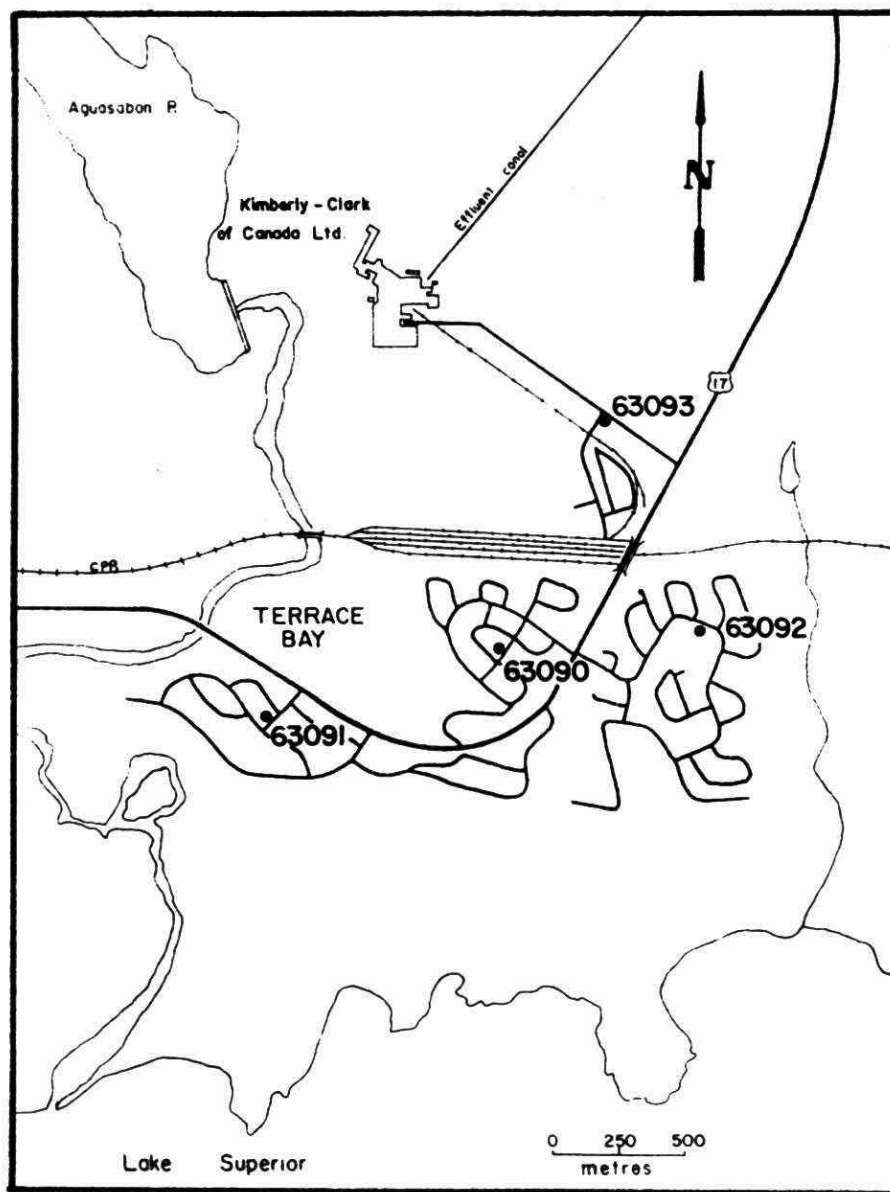 Aguasabon R.
Kimberly - Clark
of Canada Ltd.
Effluent canal
N
17
63093
CPR
TERRACE
BAY
63092
63090
63091
0 250 500
metres
Lake Superior